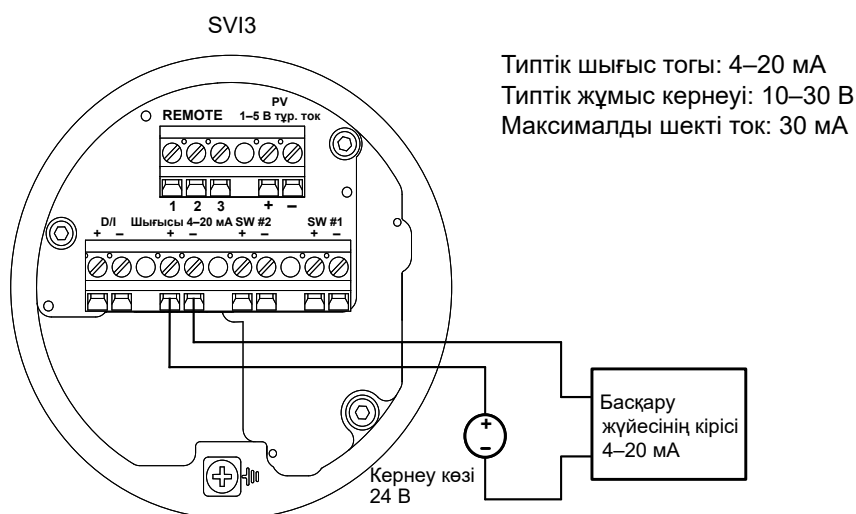 SVI3
Типтік шығыс тогы: 4–20 мА
Типтік жұмыс кернеуі: 10–30 В
Максималды шекті ток: 30 мА
PV
REMOTE 1–5 В тұр. ток
1 2 3 + –
D/I Шығысы 4–20 мА SW #2 SW #1
+ – + – + – + –
+
–
Кернеу көзі
24 В
Басқару
жүйесінің кірісі
4–20 мА